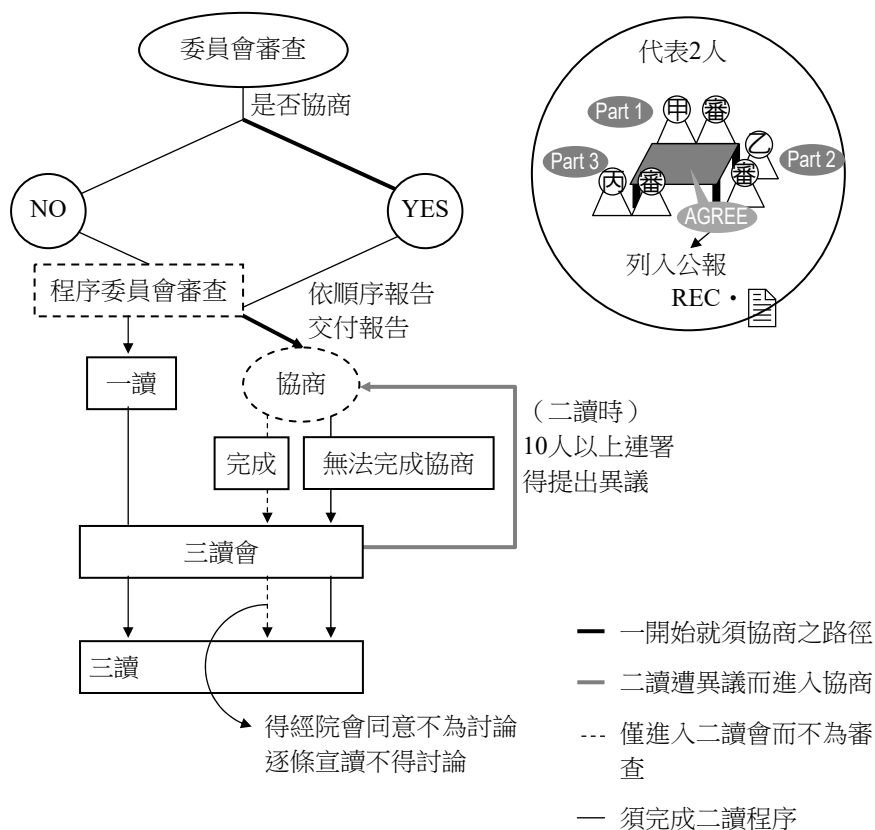 委員會審查
是否協商
NO
YES
程序委員會審查
依順序報告
交付報告
一讀
協商
完成
無法完成協商
（二讀時）
10人以上連署
得提出異議
三讀會
三讀
得經院會同意不為討論
逐條宣讀不得討論
代表2人
Part 1
甲
審
乙
Part 3
Part 2
丙
審
審
AGREE
列入公報
REC・
一開始就須協商之路徑
二讀遭異議而進入協商
僅進入二讀會而不為審
查
須完成二讀程序